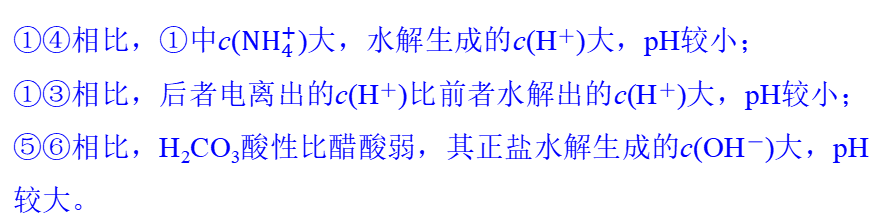 ①④相比，①中c(NH₄⁺)大，水解生成的c(H⁺)大，pH较小；
①③相比，后者电离出的c(H⁺)比前者水解出的c(H⁺)大，pH较小；
⑤⑥相比，H₂CO₃酸性比醋酸弱，其正盐水解生成的c(OH⁻)大，pH
较大。